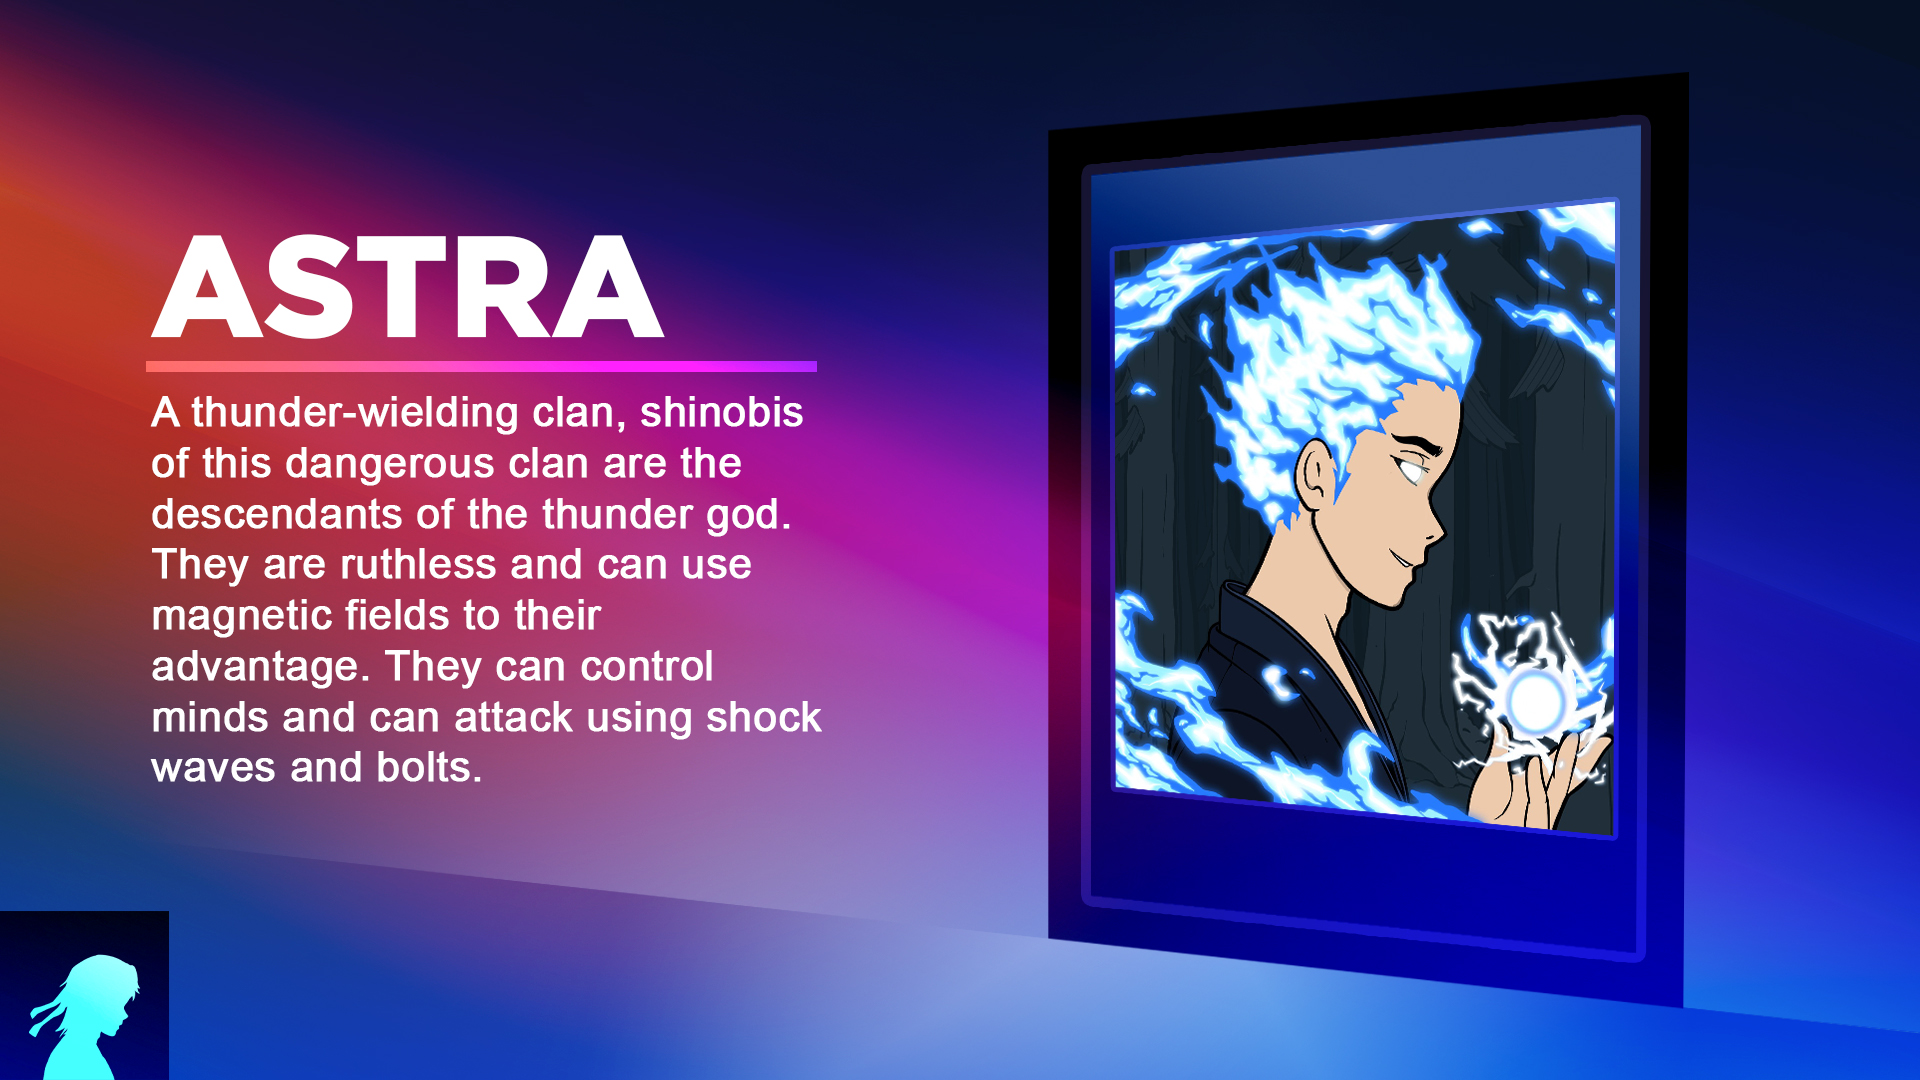 ASTRA
A thunder-wielding clan, shinobis
of this dangerous clan are the
descendants of the thunder god.
They are ruthless and can use
magnetic fields to their
advantage. They can control
minds and can attack using shock
waves and bolts.